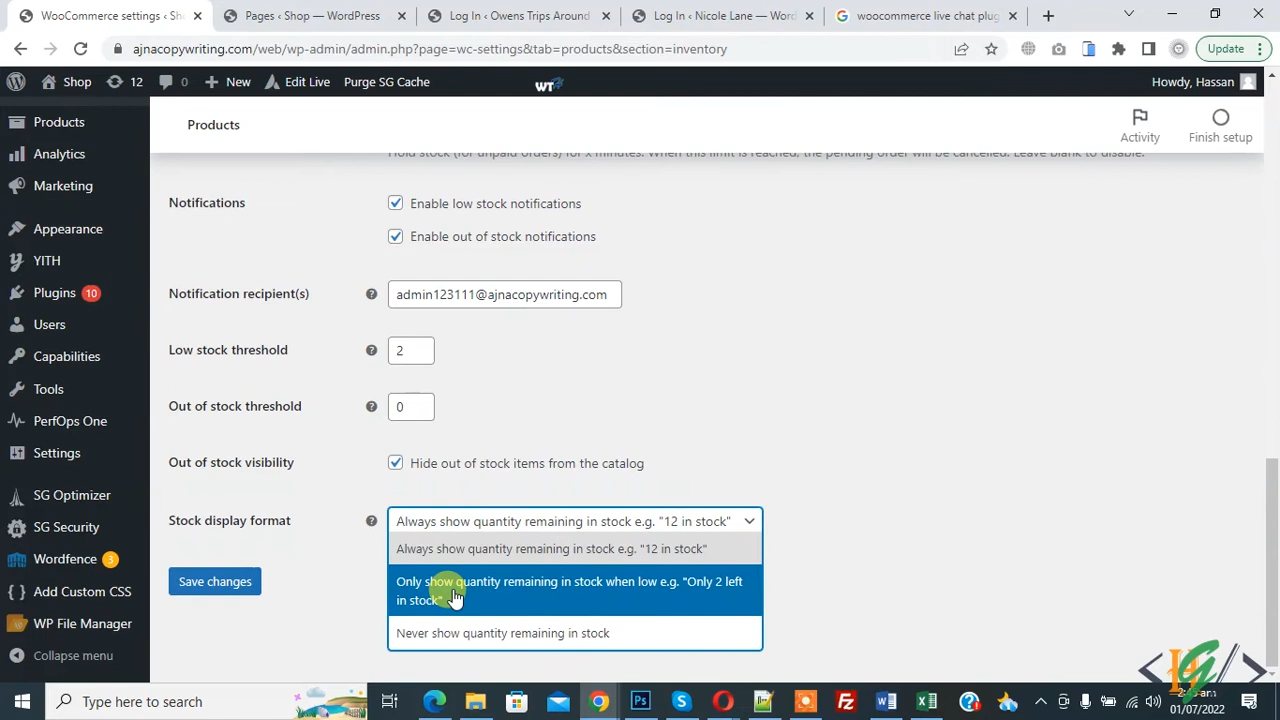 WooCommerce settings ‹ Sh
Pages ‹ Shop — WordPress
Log In ‹ Owens Trips Around
Log In ‹ Nicole Lane — Word
woocommerce live chat plug
ajnacopywriting.com/web/wp-admin/admin.php?page=wc-settings&tab=products&section=inventory
Update
Shop
12
0
New
Edit Live
Purge SG Cache
WT
Howdy, Hassan
Products
Analytics
Marketing
Appearance
YITH
Plugins 10
Users
Capabilities
Tools
PerfOps One
Settings
SG Optimizer
SG Security
Wordfence 3
Add Custom CSS
WP File Manager
Collapse menu
Products
Activity
Finish setup
Hold stock (for unpaid orders) for x minutes. When this limit is reached, the pending order will be cancelled. Leave blank to disable.
Notifications
Enable low stock notifications
Enable out of stock notifications
Notification recipient(s)
admin123111@ajnacopywriting.com
Low stock threshold
2
Out of stock threshold
0
Out of stock visibility
Hide out of stock items from the catalog
Stock display format
Always show quantity remaining in stock e.g. "12 in stock"
Always show quantity remaining in stock e.g. "12 in stock"
Only show quantity remaining in stock when low e.g. "Only 2 left
in stock"
Never show quantity remaining in stock
Save changes
Type here to search
01/07/2022